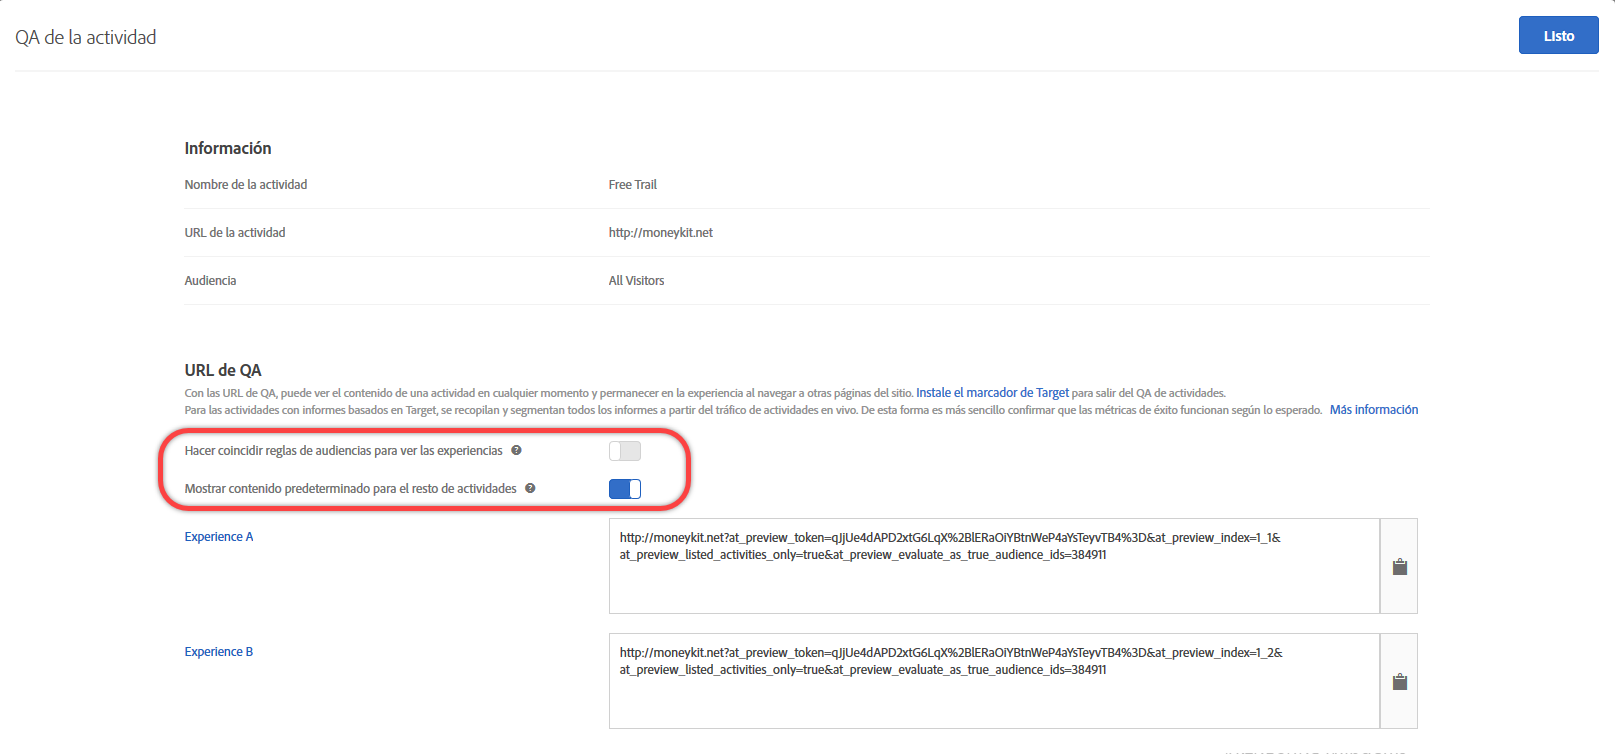 QA de la actividad
Listo
Información
Nombre de la actividad Free Trail
URL de la actividad http://moneykit.net
Audiencia All Visitors
URL de QA
Con las URL de QA, puede ver el contenido de una actividad en cualquier momento y permanecer en la experiencia al navegar a otras páginas del sitio. Instale el marcador de Target para salir del QA de actividades.
Para las actividades con informes basados en Target, se recopilan y segmentan todos los informes a partir del tráfico de actividades en vivo. De esta forma es más sencillo confirmar que las métricas de éxito funcionan según lo esperado. Más información
Hacer coincidir reglas de audiencias para ver las experiencias
Mostrar contenido predeterminado para el resto de actividades
Experience A
http://moneykit.net?at_preview_token=qJjUe4dAPD2xtG6LqX%2BlERaOiYBtnWeP4aYsTeyvTB4%3D&at_preview_index=1_1&
at_preview_listed_activities_only=true&at_preview_evaluate_as_true_audience_ids=384911
Experience B
http://moneykit.net?at_preview_token=qJjUe4dAPD2xtG6LqX%2BlERaOiYBtnWeP4aYsTeyvTB4%3D&at_preview_index=1_2&
at_preview_listed_activities_only=true&at_preview_evaluate_as_true_audience_ids=384911